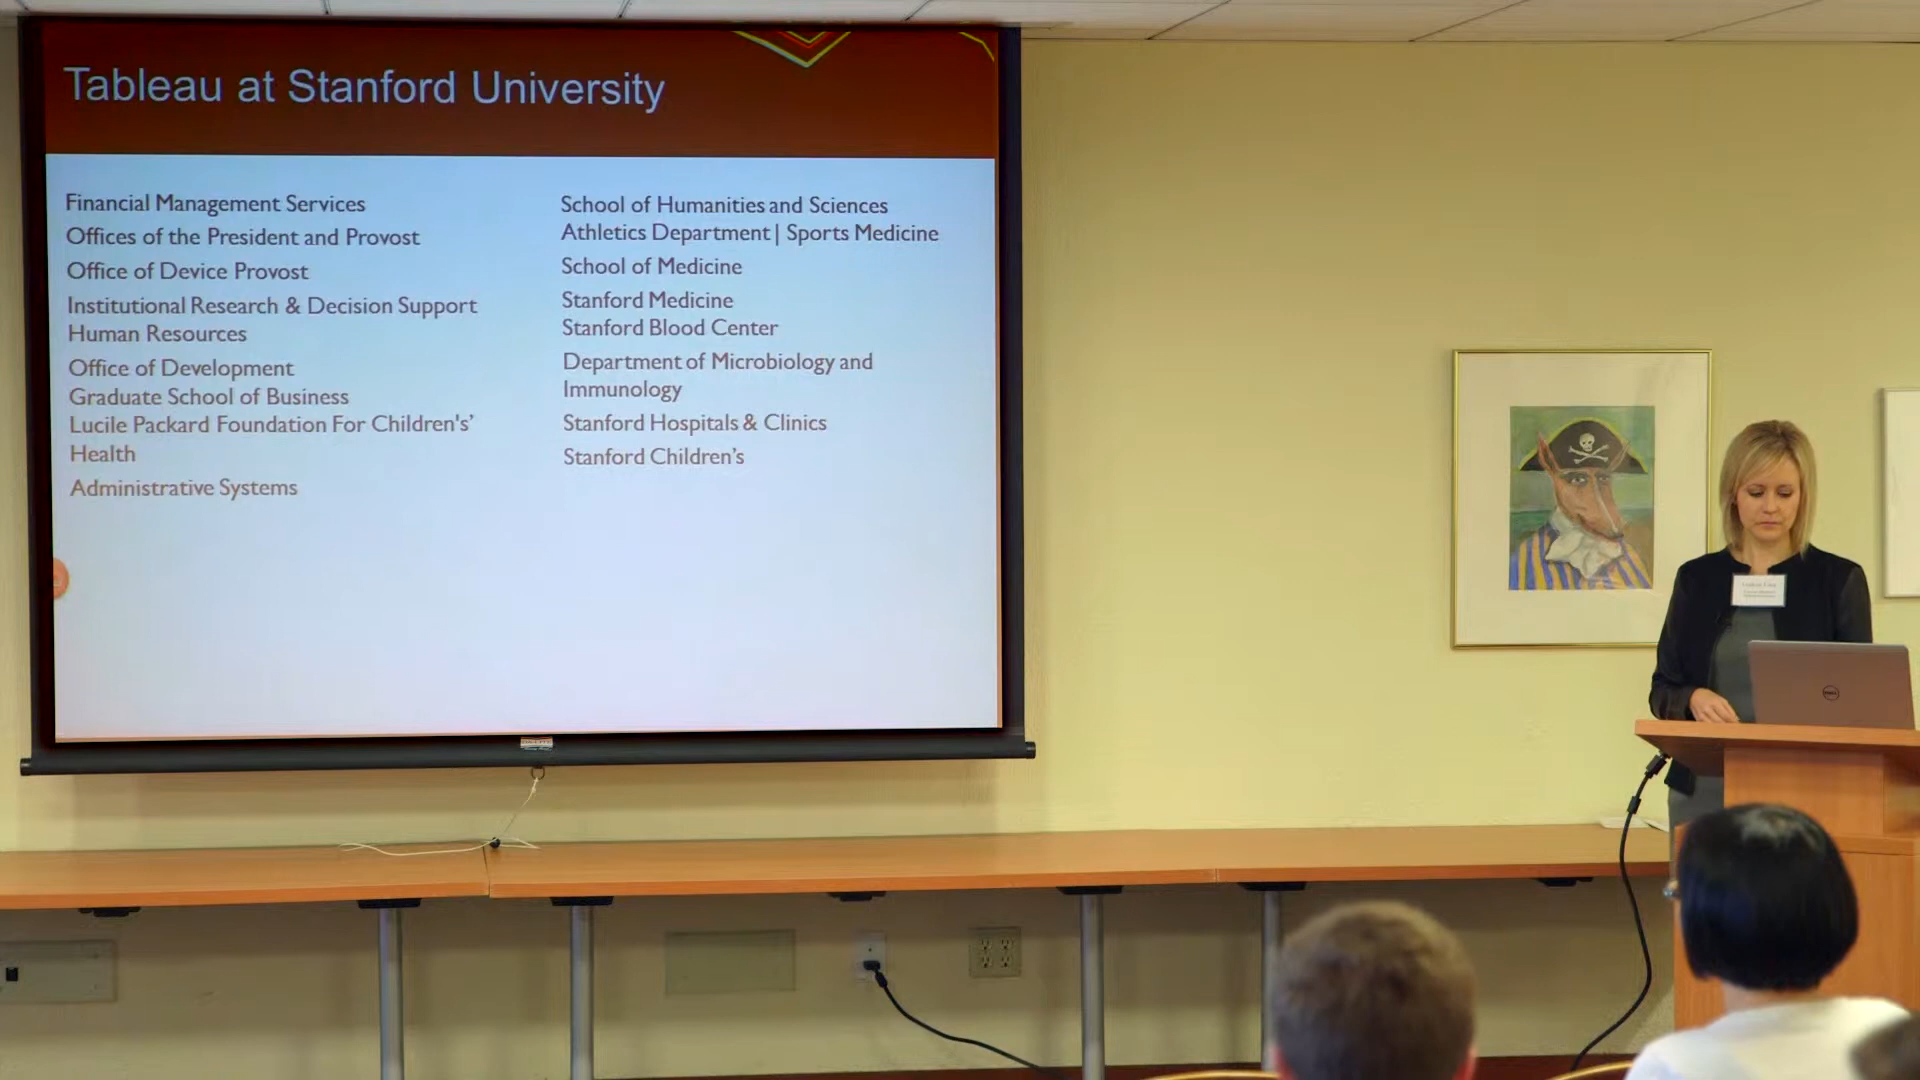 Tableau at Stanford University
Financial Management Services
Offices of the President and Provost
Office of Device Provost
Institutional Research & Decision Support
Human Resources
Office of Development
Graduate School of Business
Lucile Packard Foundation For Children's’
Health
Administrative Systems
School of Humanities and Sciences
Athletics Department | Sports Medicine
School of Medicine
Stanford Medicine
Stanford Blood Center
Department of Microbiology and
Immunology
Stanford Hospitals & Clinics
Stanford Children’s
DELL